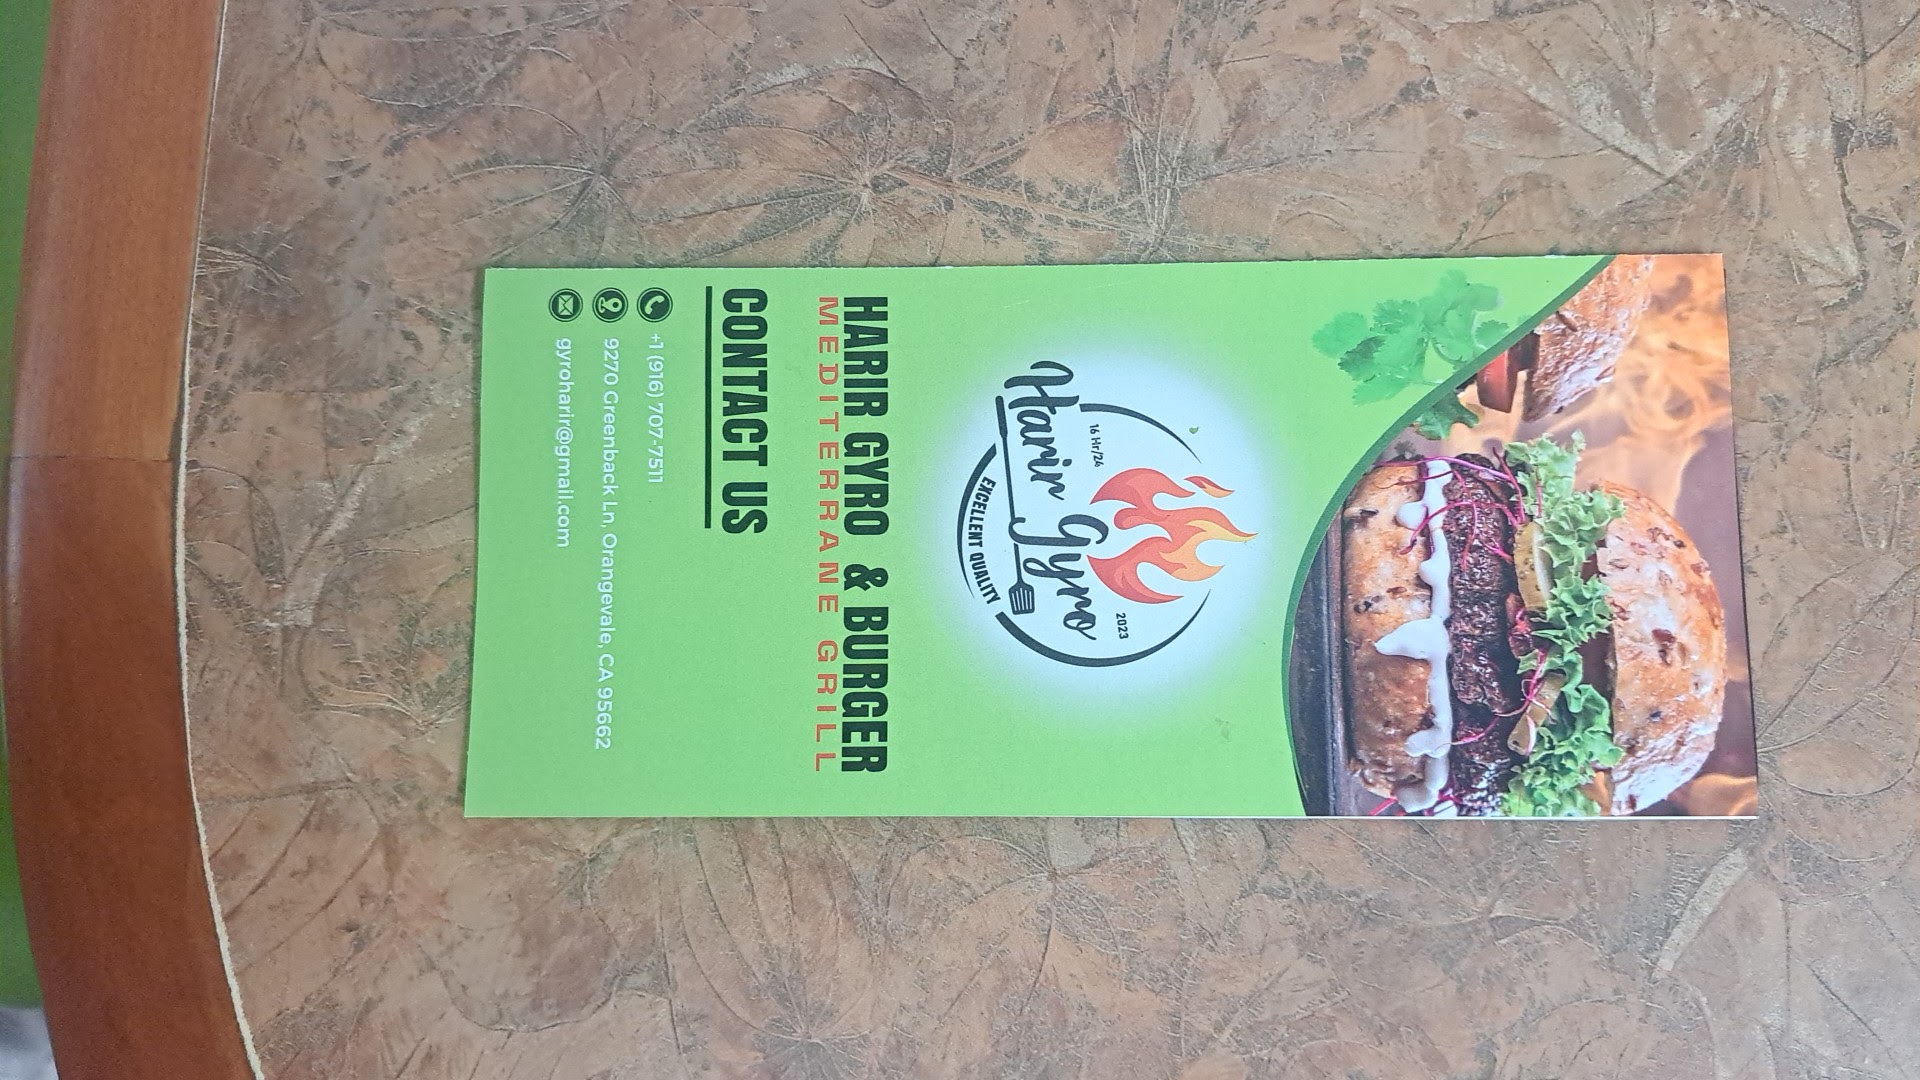 16 Hr/24
2023
Harir Gyro
EXCELLENT QUALITY
HARIR GYRO & BURGER
MEDITERRANE GRILL
CONTACT US
+1 (916) 707-7511
9270 Greenback Ln, Orangevale, CA 95662
gyroharir@gmail.com